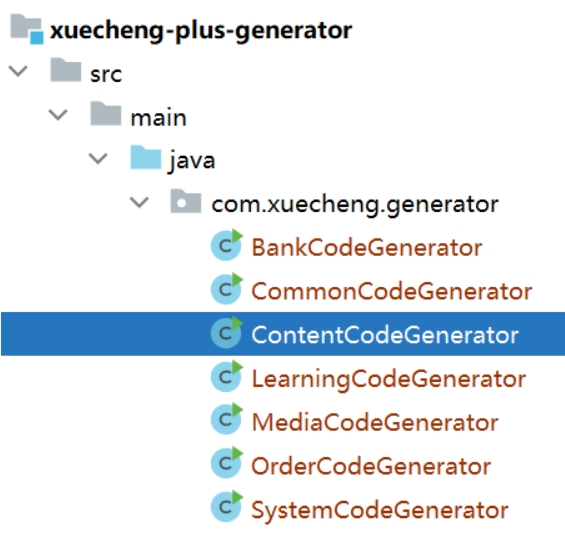 xuecheng-plus-generator
src
main
java
com.xuecheng.generator
C BankCodeGenerator
C CommonCodeGenerator
C ContentCodeGenerator
C LearningCodeGenerator
C MediaCodeGenerator
C OrderCodeGenerator
C SystemCodeGenerator